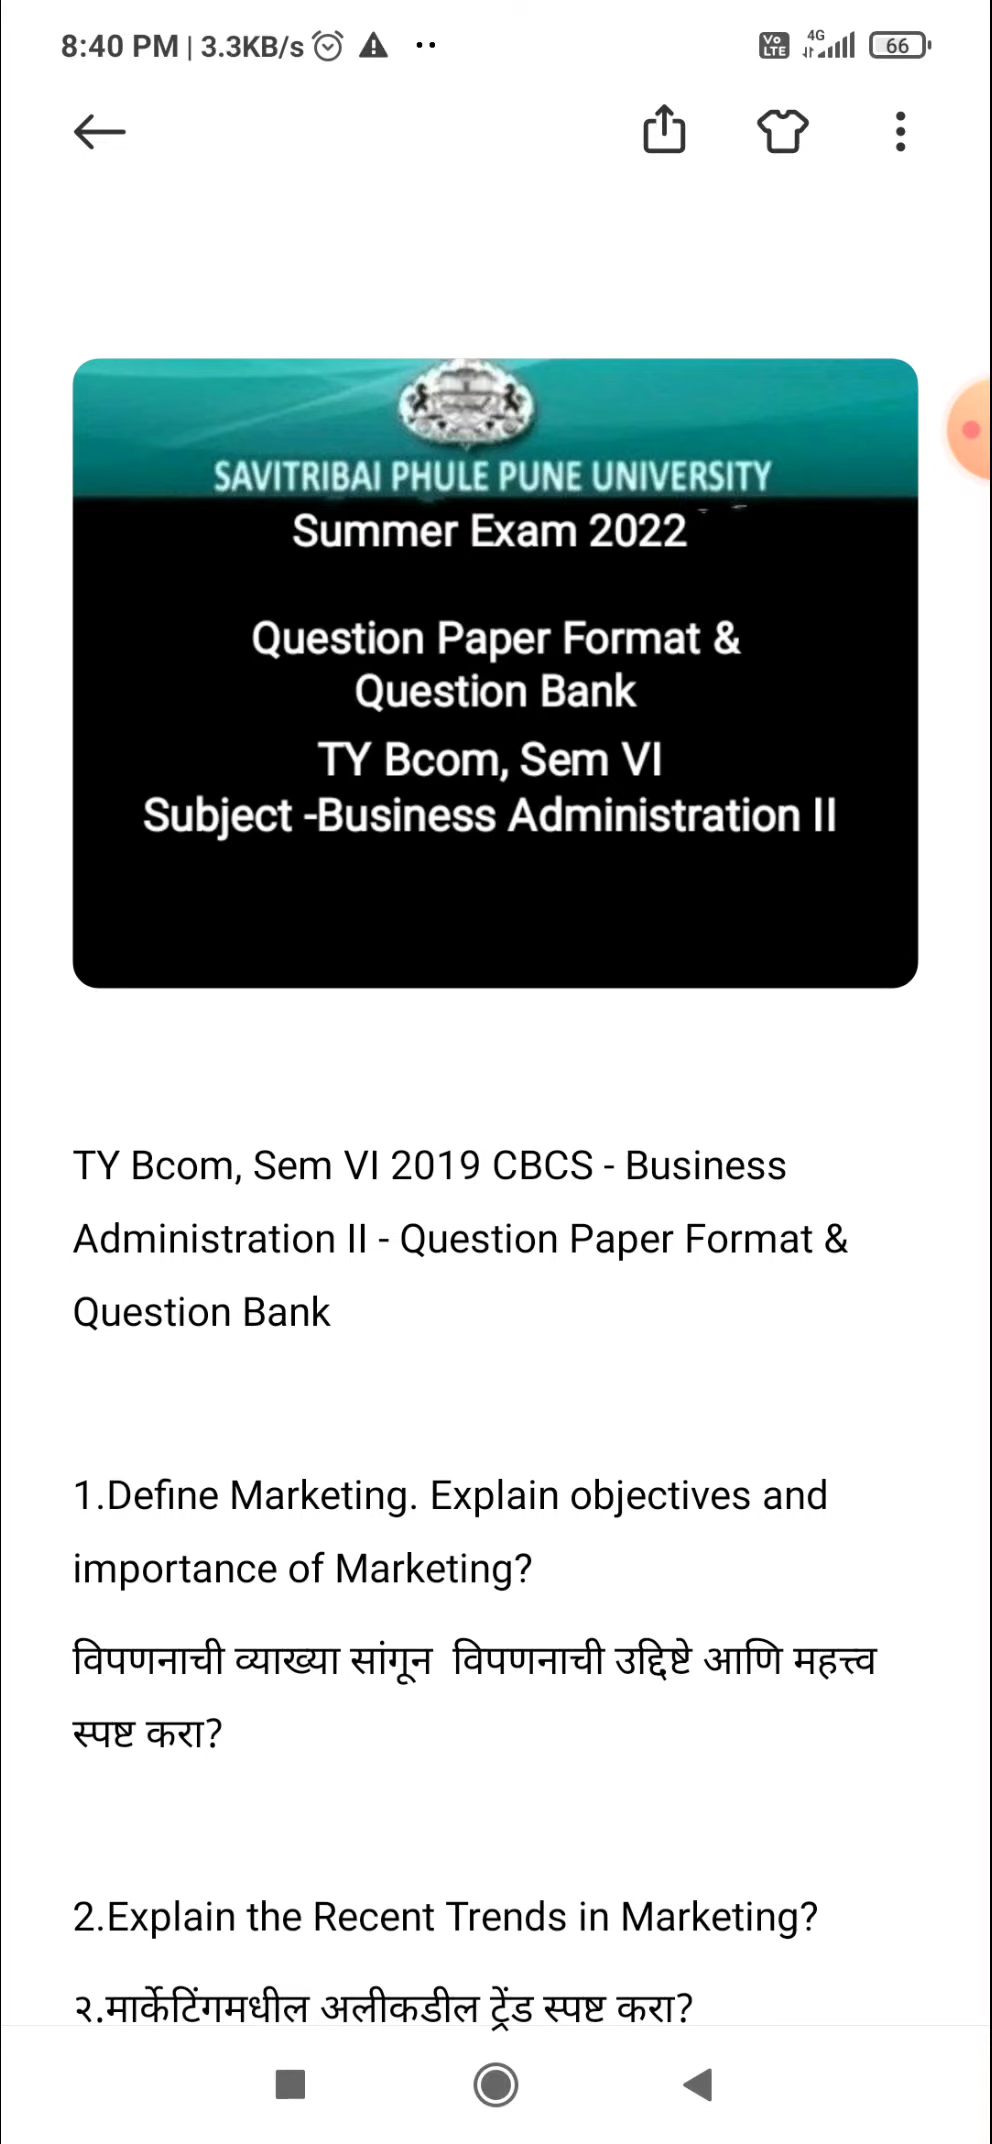 8:40 PM | 3.3KB/s
Vo LTE 4G 66
SAVITRIBAI PHULE PUNE UNIVERSITY
Summer Exam 2022
Question Paper Format &
Question Bank
TY Bcom, Sem VI
Subject -Business Administration II
TY Bcom, Sem VI 2019 CBCS - Business
Administration II - Question Paper Format &
Question Bank
1.Define Marketing. Explain objectives and
importance of Marketing?
विपणनाची व्याख्या सांगून  विपणनाची उद्दिष्टे आणि महत्त्व
स्पष्ट करा?
2.Explain the Recent Trends in Marketing?
२.मार्केटिंगमधील अलीकडील ट्रेंड स्पष्ट करा?